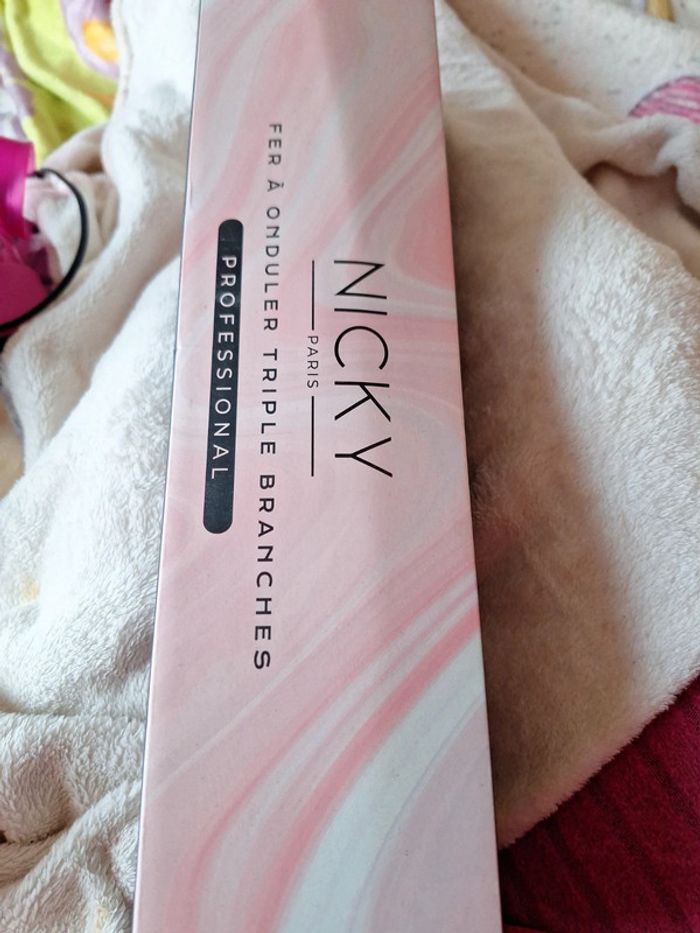 NICKY
PARIS
FER À ONDULER TRIPLE BRANCHES
PROFESSIONAL